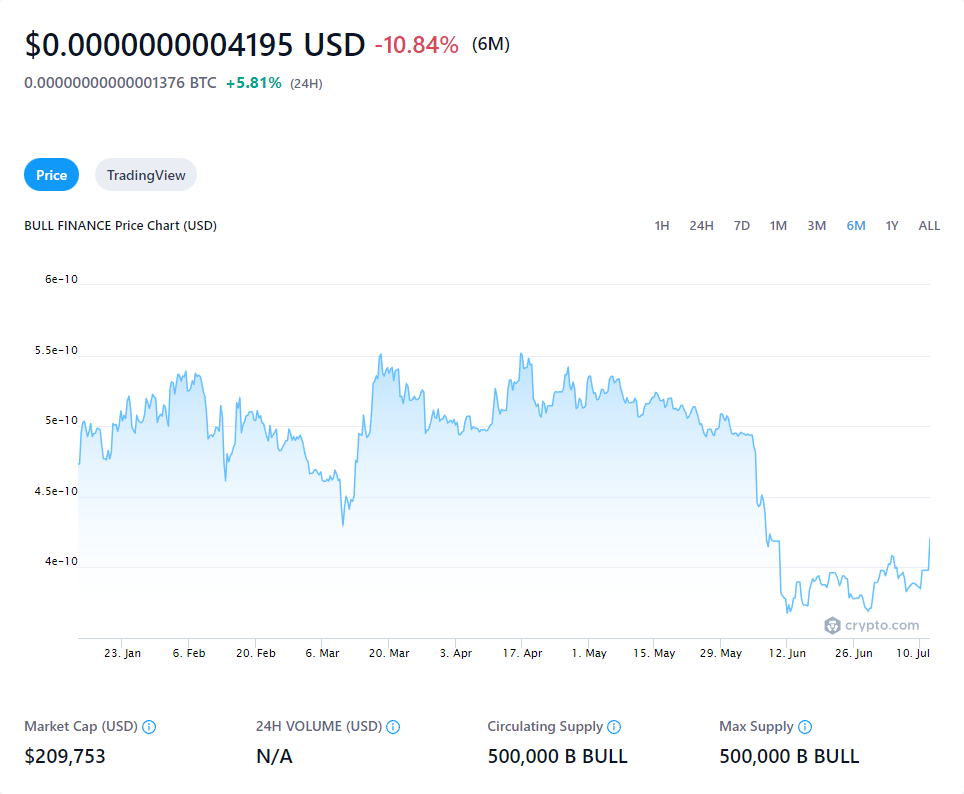 $0.0000000004195 USD -10.84% (6M)
0.00000000000001376 BTC +5.81% (24H)
Price TradingView
BULL FINANCE Price Chart (USD) 1H 24H 7D 1M 3M 6M 1Y ALL
6e-10
5.5e-10
5e-10
4.5e-10
4e-10
crypto.com
23. Jan 6. Feb 20. Feb 6. Mar 20. Mar 3. Apr 17. Apr 1. May 15. May 29. May 12. Jun 26. Jun 10. Jul
Market Cap (USD) 24H VOLUME (USD) Circulating Supply Max Supply
$209,753 N/A 500,000 B BULL 500,000 B BULL